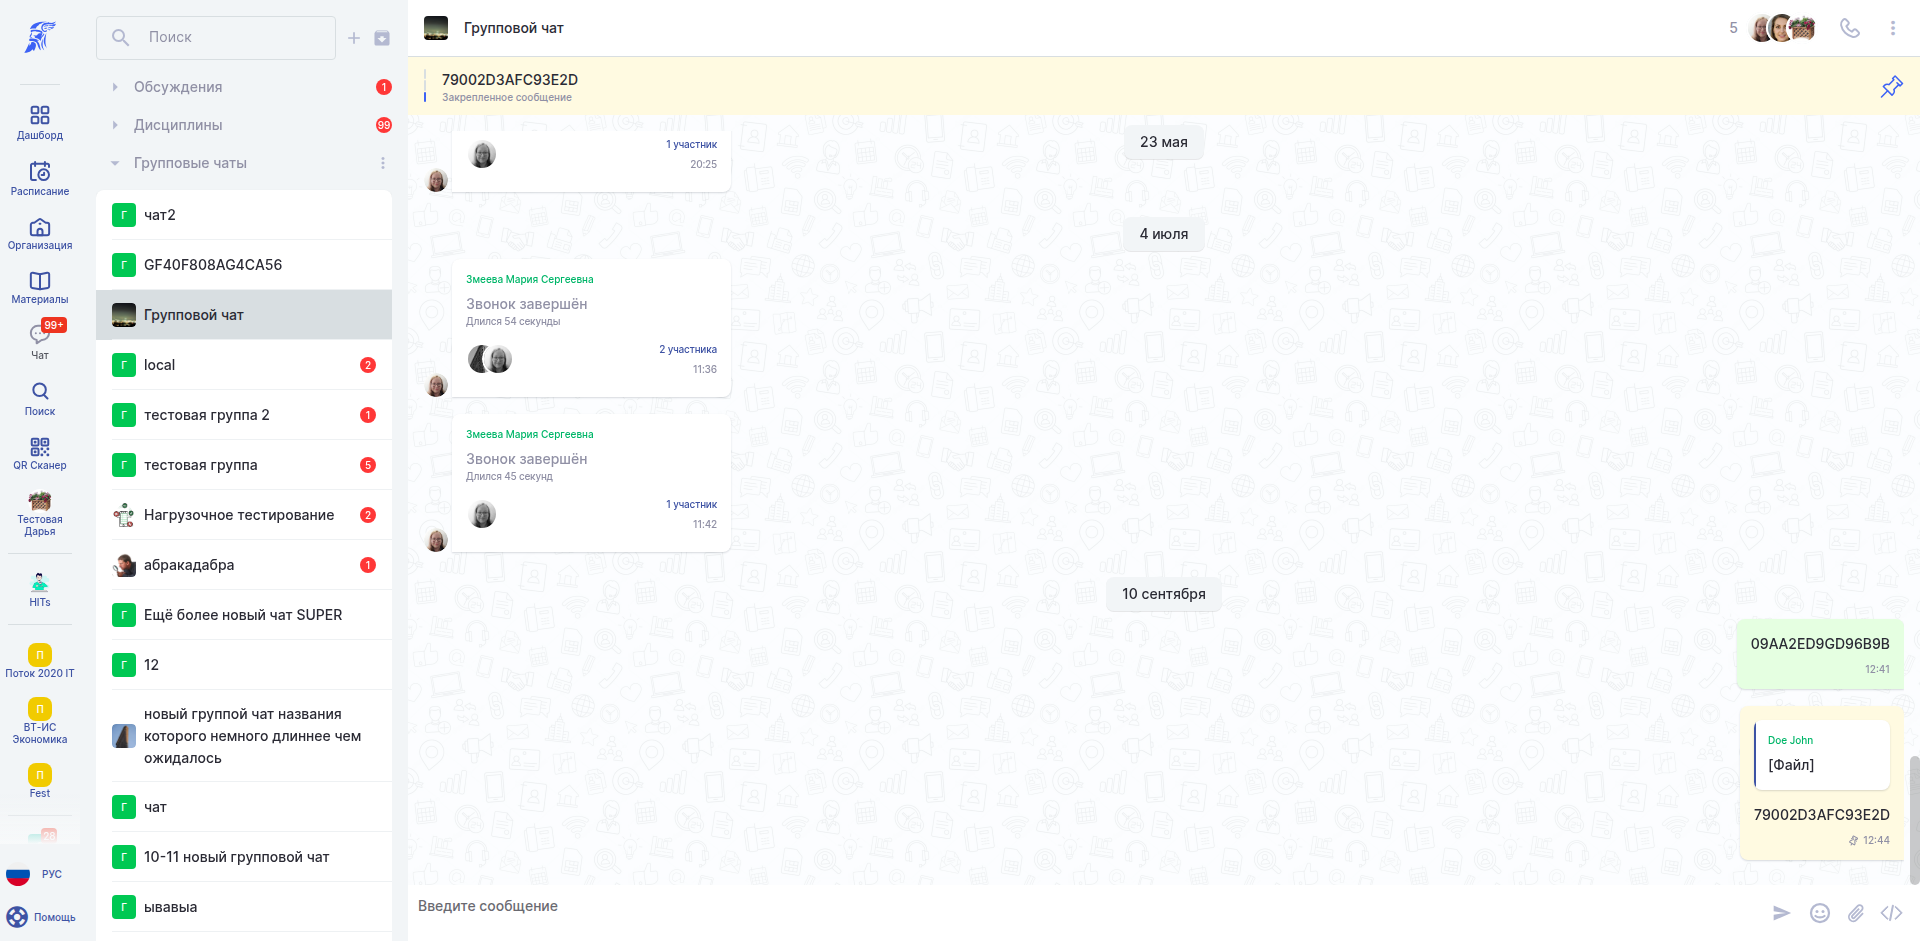 Дашборд
Расписание
Организация
Материалы
99+
Чат
Поиск
QR Сканер
Тестовая
Дарья
HITs
П
Поток 2020 IT
П
ВТ-ИС
Экономика
П
Fest
28
РУС
Помощь
Поиск
Обсуждения
1
Дисциплины
99
Групповые чаты
Г
чат2
Г
GF40F808AG4CA56
Групповой чат
Г
local
2
Г
тестовая группа 2
1
Г
тестовая группа
5
Нагрузочное тестирование
2
абракадабра
1
Г
Ещё более новый чат SUPER
Г
12
новый группой чат названия
которого немного длиннее чем
ожидалось
Г
чат
Г
10-11 новый групповой чат
Г
ывавыа
Групповой чат
5
79002D3AFC93E2D
Закрепленное сообщение
23 мая
1 участник
20:25
4 июля
Змеева Мария Сергеевна
Звонок завершён
Длился 54 секунды
2 участника
11:36
Змеева Мария Сергеевна
Звонок завершён
Длился 45 секунд
1 участник
11:42
10 сентября
09AA2ED9GD96B9B
12:41
Doe John
[Файл]
79002D3AFC93E2D
12:44
Введите сообщение